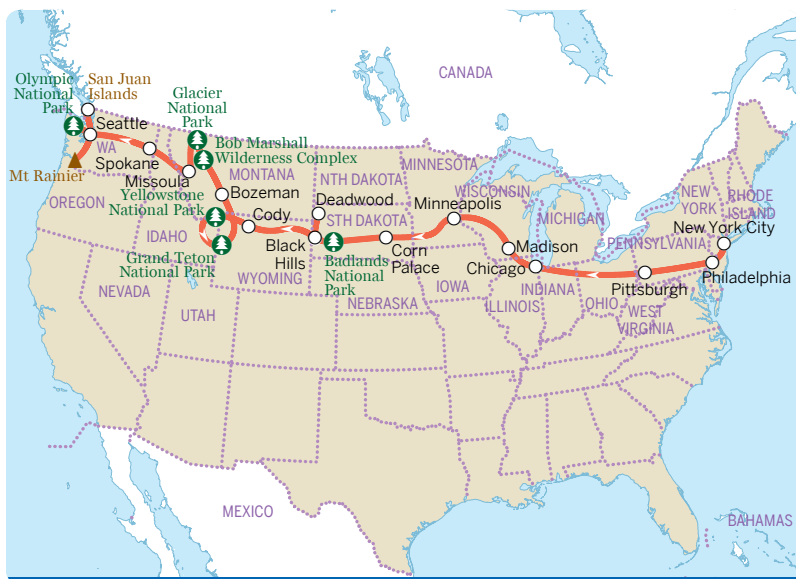 CANADA
Olympic
National
Park
San Juan
Islands
Glacier
National
Park
Seattle
WA
Bob Marshall
Wilderness Complex
Spokane
Mt Rainier
Missoula
MONTANA
NTH DAKOTA
MINNESOTA
Yellowstone
National Park
Bozeman
Deadwood
Minneapolis
WISCONSIN
MICHIGAN
NEW
YORK
RHODE
ISLAND
OREGON
IDAHO
Cody
STH DAKOTA
New York City
Grand Teton
National Park
Black
Hills
Badlands
National
Park
Corn
Palace
Madison
Chicago
PENNSYLVANIA
Philadelphia
Pittsburgh
WYOMING
NEVADA
UTAH
NEBRASKA
IOWA
ILLINOIS
INDIANA
OHIO
WEST
VIRGINIA
MEXICO
BAHAMAS